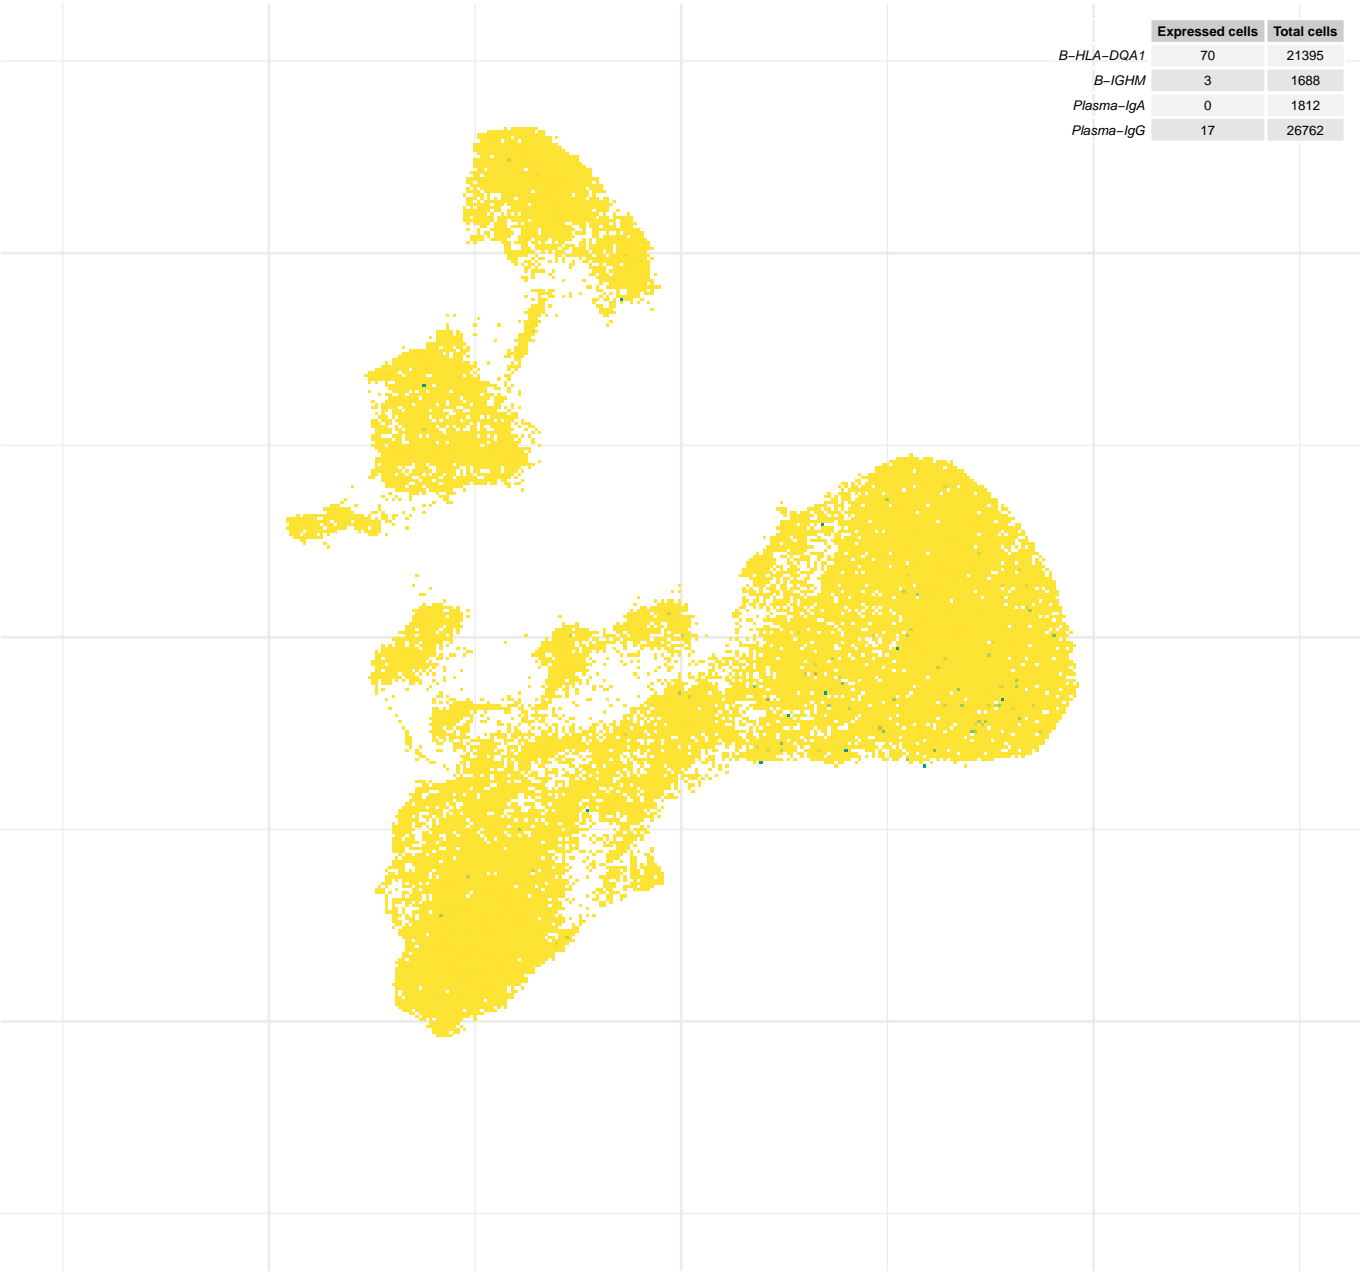 Expressed cells Total cells
B−HLA−DQA1 70 21395
B−IGHM 3 1688
Plasma−IgA 0 1812
Plasma−IgG 17 26762